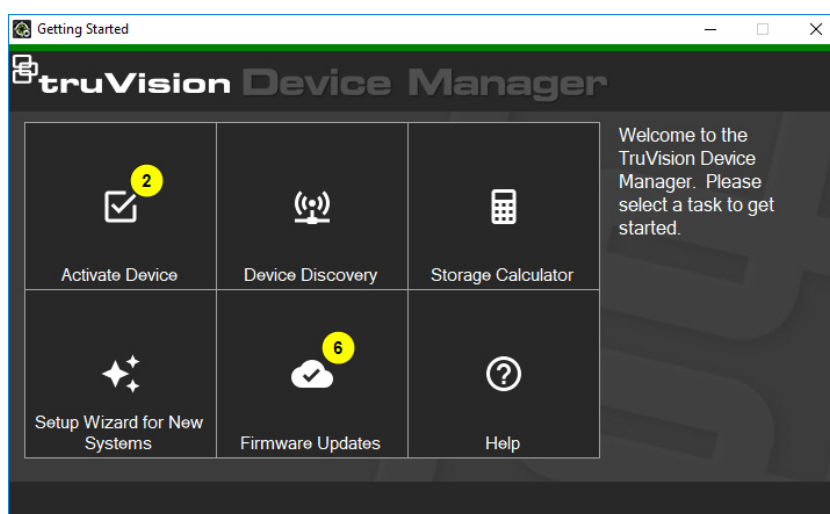 Getting Started
truVision Device Manager
2
Activate Device
Device Discovery
Storage Calculator
Welcome to the
TruVision Device
Manager. Please
select a task to get
started.
Setup Wizard for New
Systems
6
Firmware Updates
Help